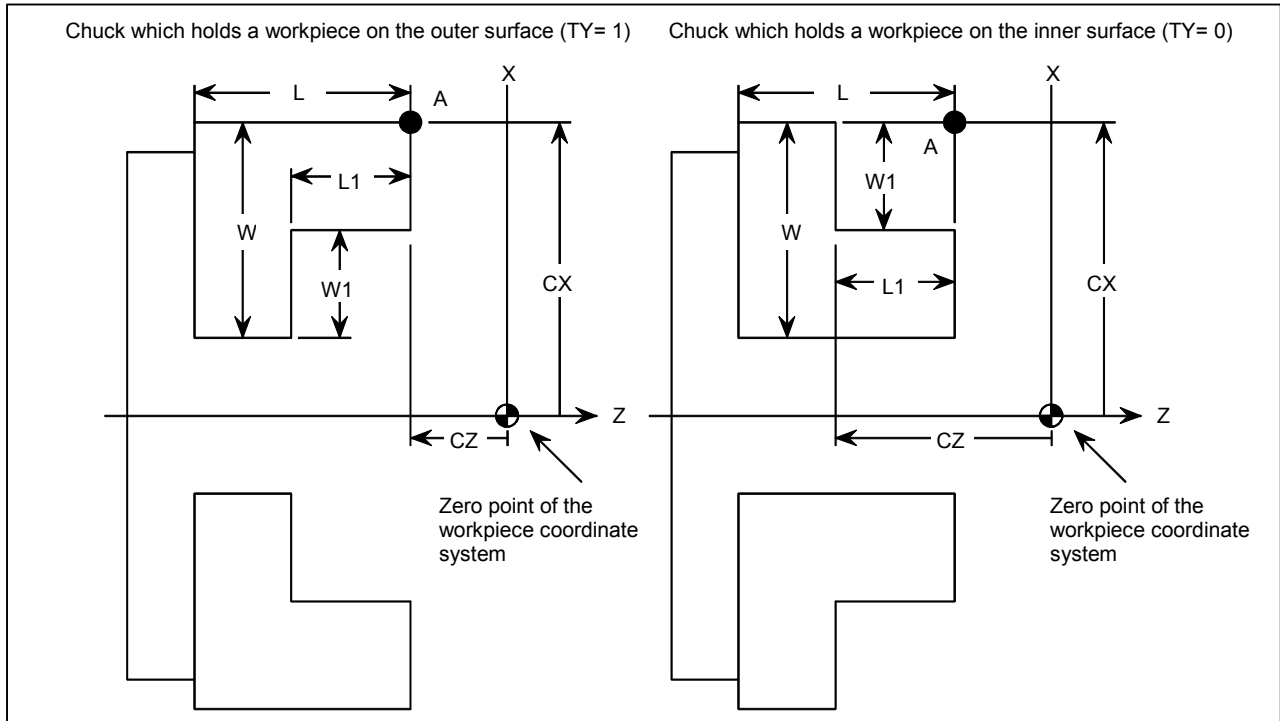 Chuck which holds a workpiece on the outer surface (TY= 1)
L
A
X
L1
W
W1
CX
Z
CZ
Zero point of the
workpiece coordinate
system
Chuck which holds a workpiece on the inner surface (TY= 0)
L
X
A
W1
W
L1
CX
Z
CZ
Zero point of the
workpiece coordinate
system